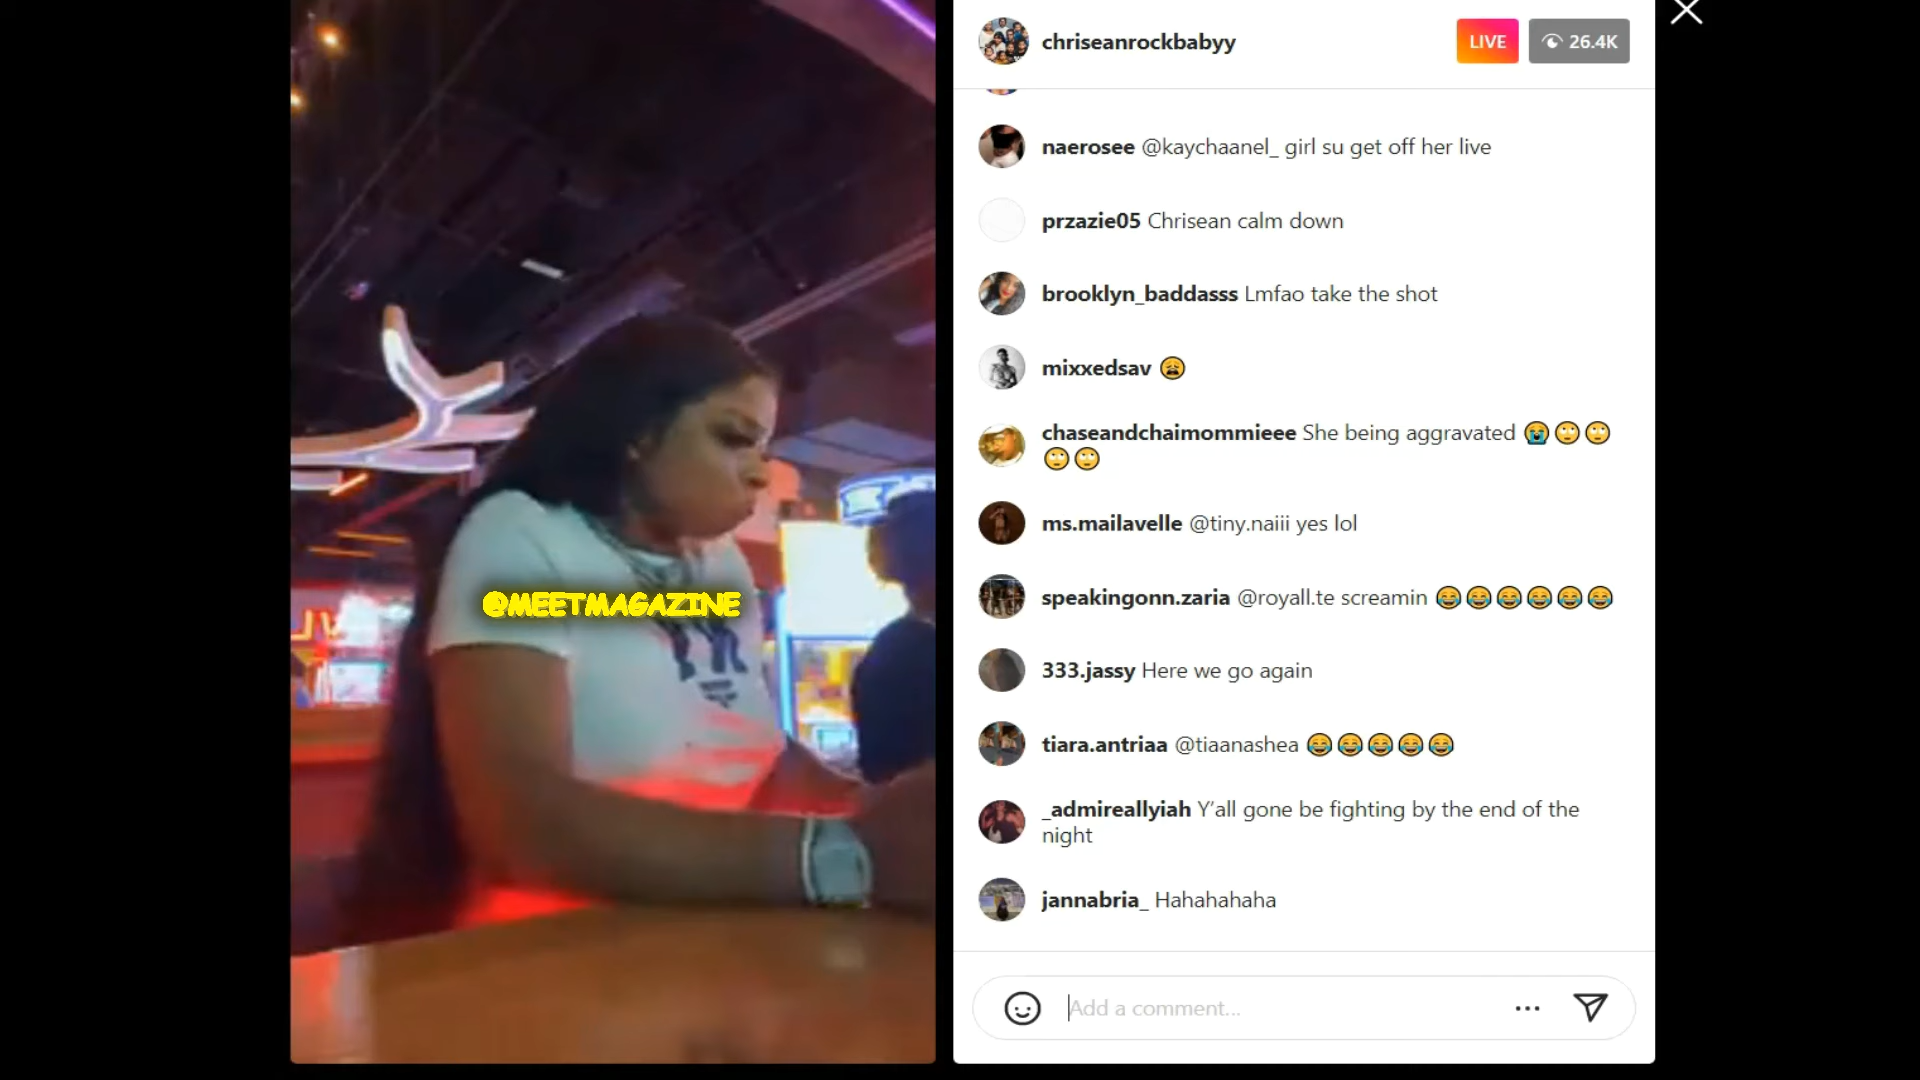 chriseanrockbabyy
LIVE
26.4K
naerosee @kaychaanel_ girl su get off her live
przazie05 Chrisean calm down
brooklyn_baddasss Lmfao take the shot
mixxedsav 😩
chaseandchaimommieee She being aggravated 😭🙄🙄
🙄🙄
ms.mailavelle @tiny.naiii yes lol
speakingonn.zaria @royall.te screamin 😂😂😂😂😂😂
333.jassy Here we go again
tiara.antriaa @tiaanashea 😂😂😂😂😂
_admireallyiah Y'all gone be fighting by the end of the
night
jannabria_ Hahahahaha
Add a comment...
@MEETMAGAZINE